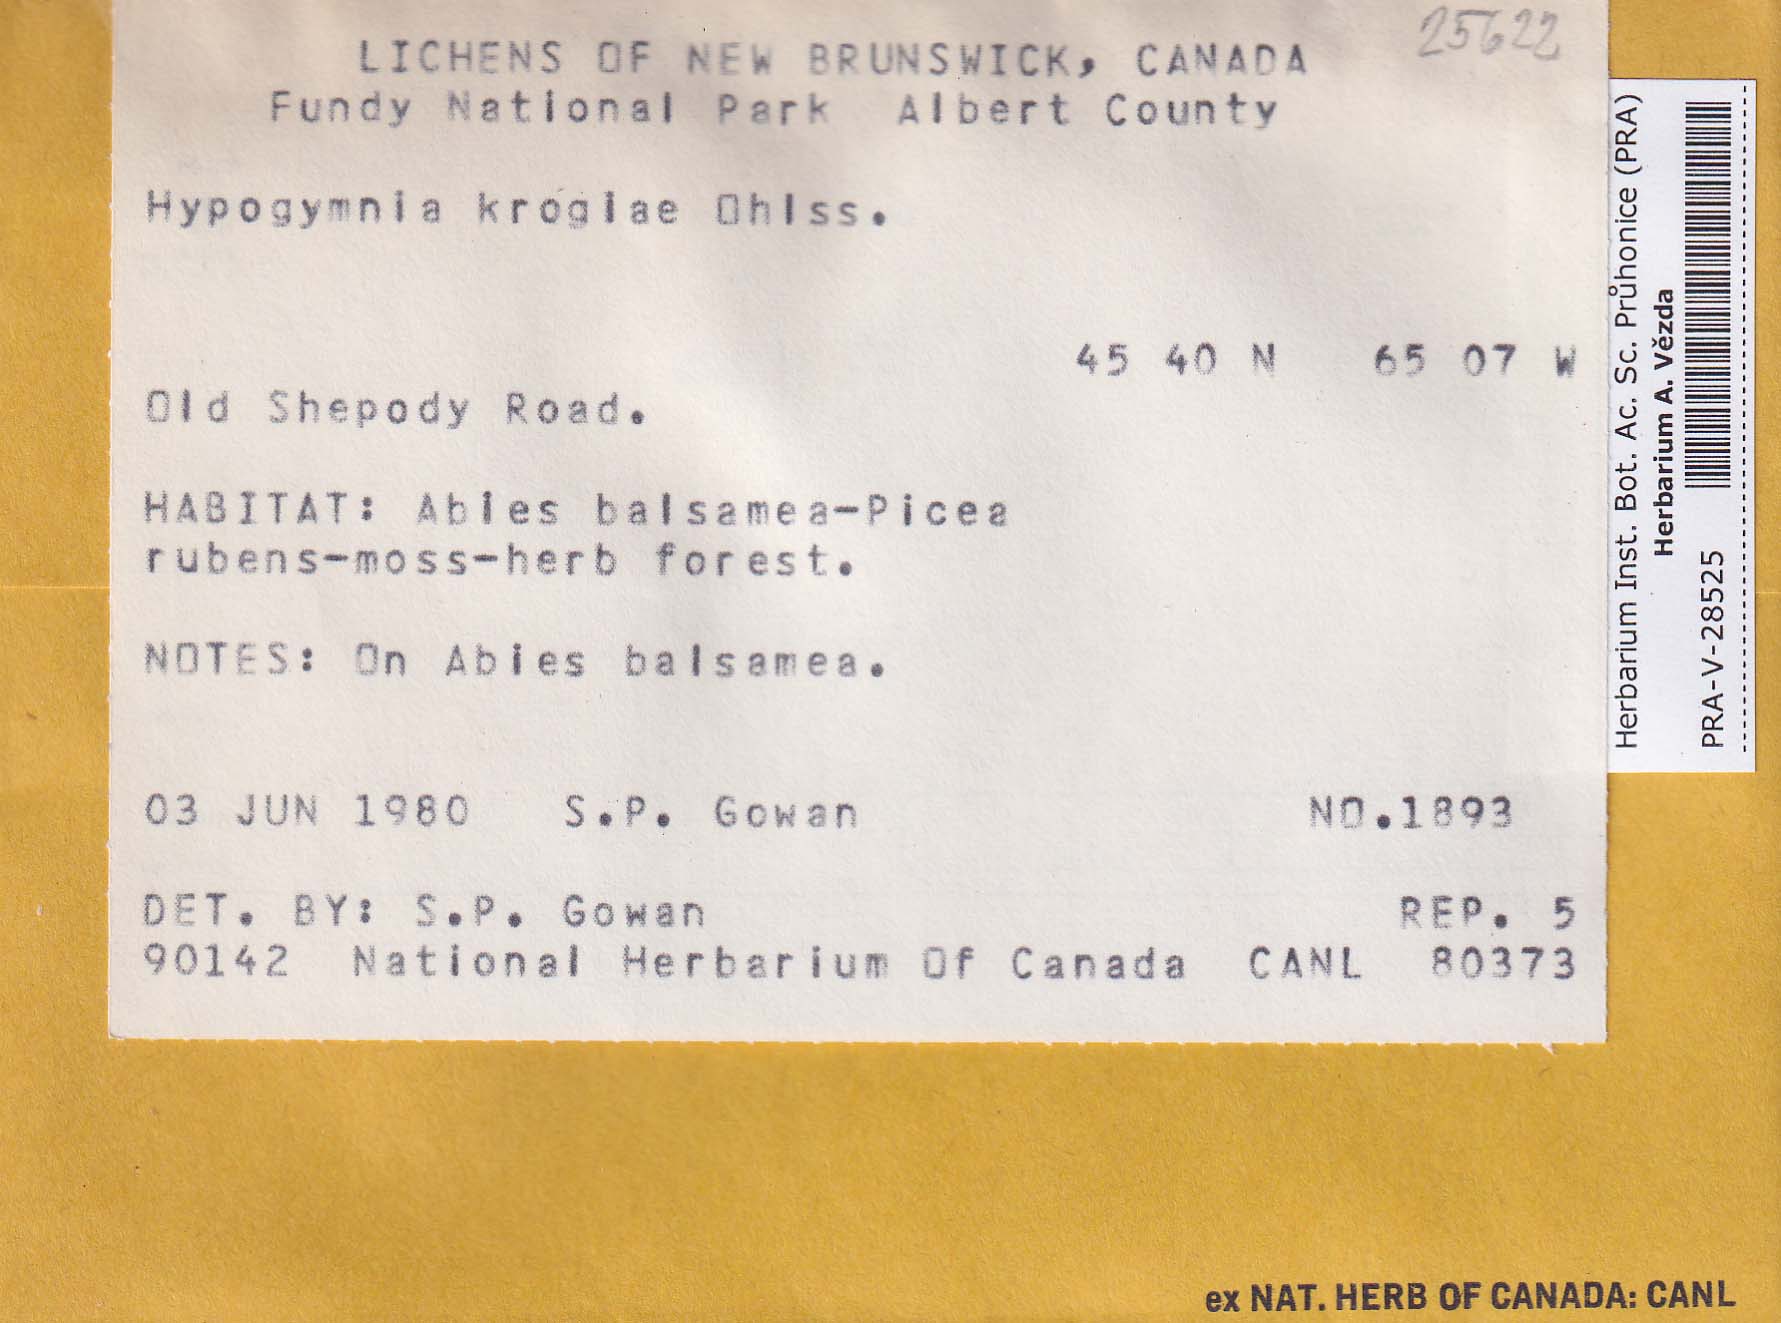 25622
LICHENS OF NEW BRUNSWICK, CANADA
Fundy National Park Albert County
Hypogymnia krogiae Ohlss.
45 40 N 65 07 W
Old Shepody Road.
HABITAT: Abies balsamea-Picea
rubens-moss-herb forest.
NOTES: On Abies balsamea.
03 JUN 1980 S.P. Gowan NO.1893
DET. BY: S.P. Gowan REP. 5
90142 National Herbarium Of Canada CANL 80373
Herbarium Inst. Bot. Ac. Sc. Průhonice (PRA)
Herbarium A. Vězda
PRA-V-28525
ex NAT. HERB OF CANADA: CANL